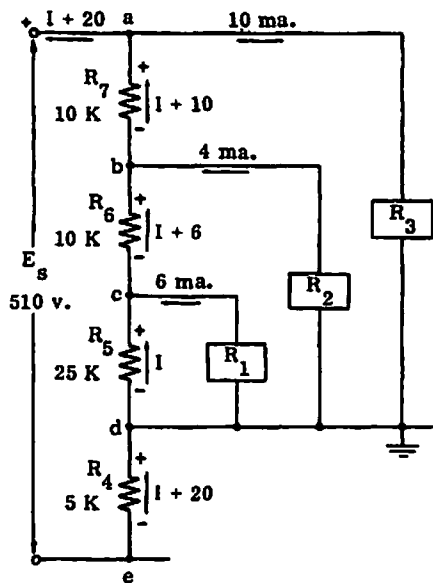 + I + 20 a 10 ma.
R7 + I + 10
10 K -
b 4 ma.
R6 + I + 6
10 K -
R3
Es
510 v.
R2
c 6 ma.
R5 + I
25 K -
R1
d
R4 + I + 20
5 K -
e